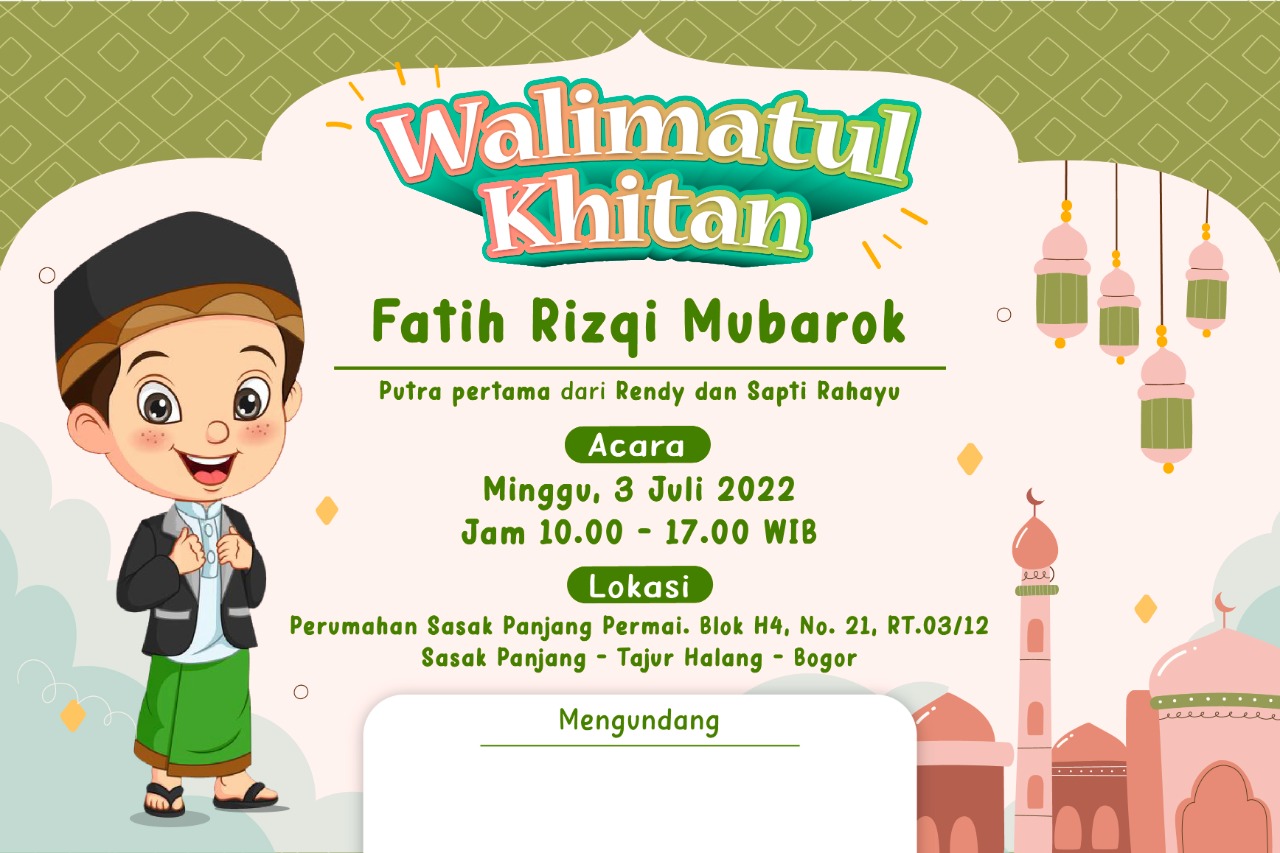 Walimatul
Khitan
Fatih Rizqi Mubarok
Putra pertama dari Rendy dan Sapti Rahayu
Acara
Minggu, 3 Juli 2022
Jam 10.00 - 17.00 WIB
Lokasi
Perumahan Sasak Panjang Permai. Blok H4, No. 21, RT.03/12
Sasak Panjang - Tajur Halang - Bogor
Mengundang